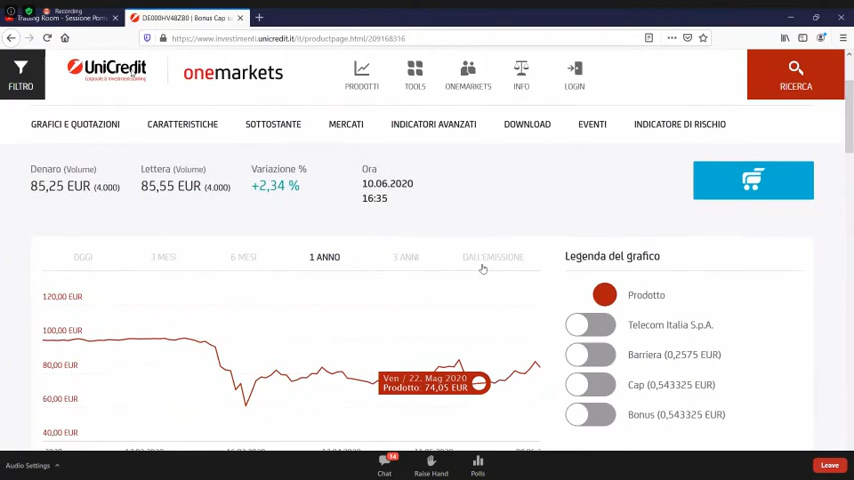 Recording
Trading Room - Sessione Pom
DE000HV4BZB0 | Bonus Cap su
https://www.investimenti.unicredit.it/it/productpage.html/209168316
FILTRO
UniCredit
onemarkets
PRODOTTI
TOOLS
ONEMARKETS
INFO
LOGIN
RICERCA
GRAFICI E QUOTAZIONI
CARATTERISTICHE
SOTTOSTANTE
MERCATI
INDICATORI AVANZATI
DOWNLOAD
EVENTI
INDICATORE DI RISCHIO
Denaro (Volume)
85,25 EUR (4.000)
Lettera (Volume)
85,55 EUR (4.000)
Variazione %
+2,34 %
Ora
10.06.2020
16:35
OGGI
3 MESI
6 MESI
1 ANNO
3 ANNI
DALL'EMISSIONE
120,00 EUR
100,00 EUR
80,00 EUR
60,00 EUR
40,00 EUR
Ven / 22. Mag 2020
Prodotto: 74,05 EUR
Legenda del grafico
Prodotto
Telecom Italia S.p.A.
Barriera (0,2575 EUR)
Cap (0,543325 EUR)
Bonus (0,543325 EUR)
Audio Settings
14
Chat
Raise Hand
Polls
Leave